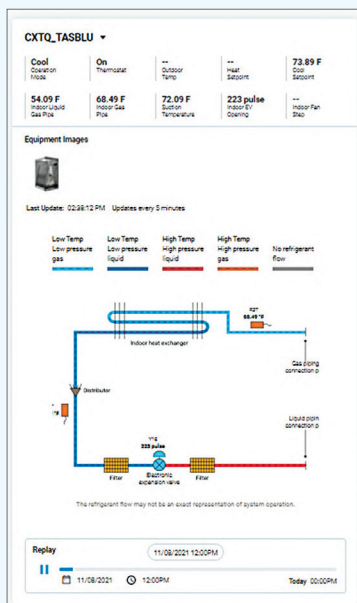 CXTQ_TASBLU
Cool On -- -- 73.89 F
Operation Mode Thermostat Outdoor Temp Heat Setpoint Cool Setpoint
54.09 F 68.49 F 72.09 F 223 pulse --
Indoor Liquid Gas Pipe Indoor Gas Pipe Suction Temperature Indoor EV Opening Indoor Fan Step
Equipment Images
Last Update: 02:38:12 PM Updates every 5 minutes
Low Temp Low Temp High Temp High Temp
Low pressure Low pressure High pressure High pressure No refrigerant
gas liquid liquid gas flow
68.49 °F
Indoor heat exchanger
Gas piping
connection p
Distributor
Liquid pipin
connection p
Y1E
223 pulse
Filter Electronic expansion valve Filter
The refrigerant flow may not be an exact representation of system operation.
Replay 11/08/2021 12:00PM
11/08/2021 12:00PM Today 00:00PM